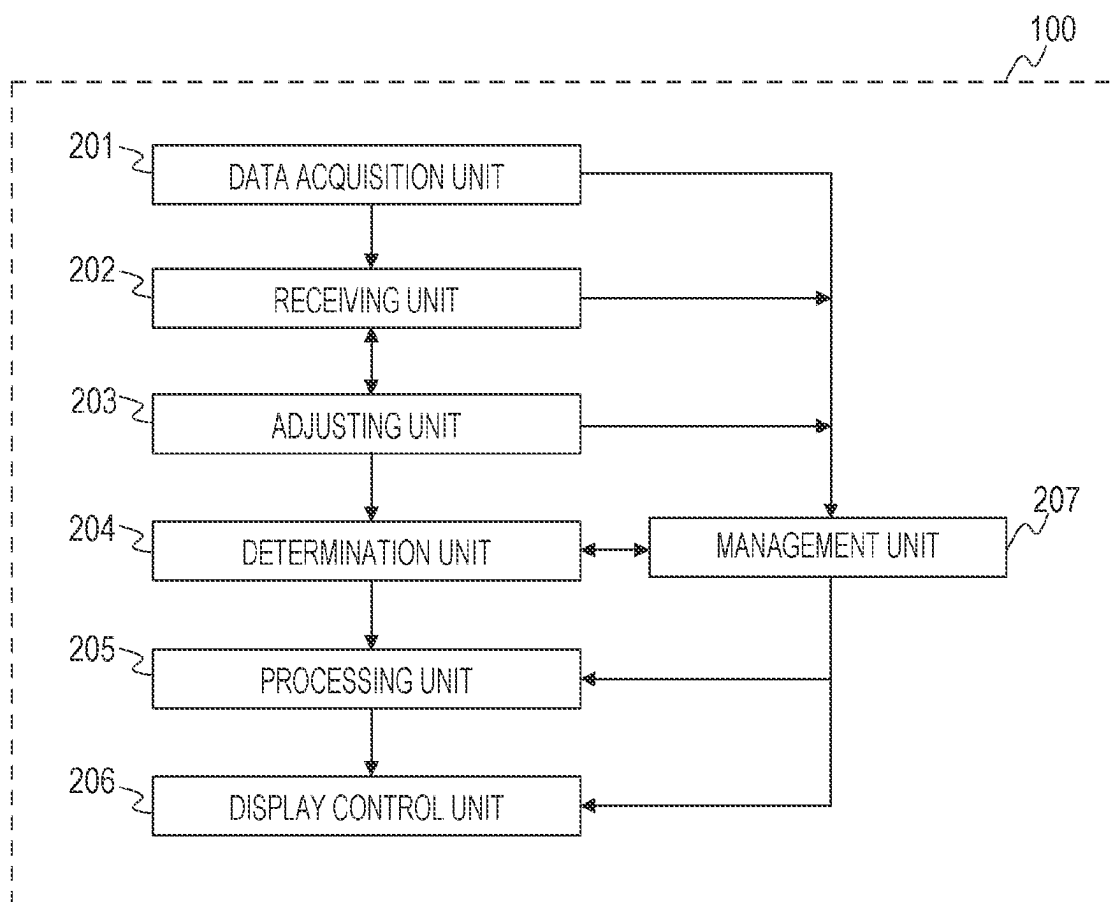 100
201
DATA ACQUISITION UNIT
202
RECEIVING UNIT
203
ADJUSTING UNIT
204
DETERMINATION UNIT
MANAGEMENT UNIT
207
205
PROCESSING UNIT
206
DISPLAY CONTROL UNIT